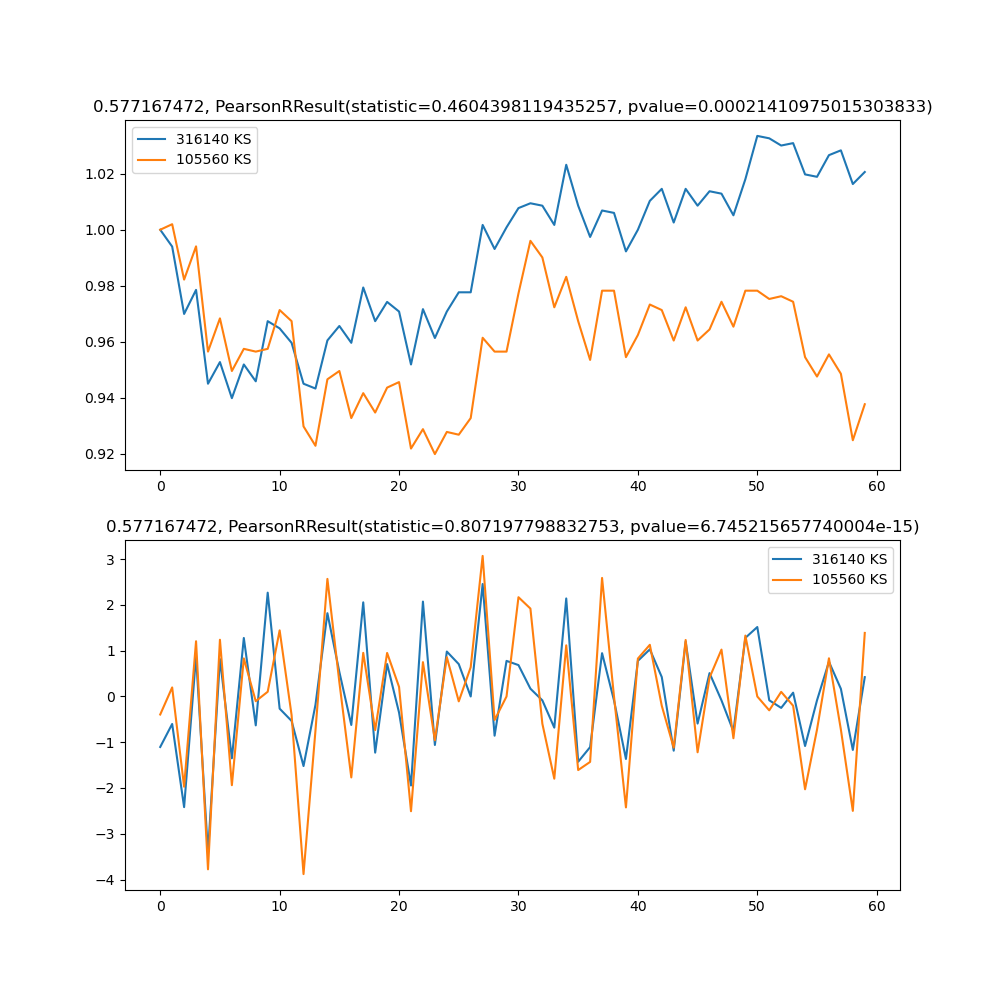 0.577167472, PearsonRResult(statistic=0.4604398119435257, pvalue=0.00021410975015303833)
316140 KS
105560 KS
1.02
1.00
0.98
0.96
0.94
0.92
0 10 20 30 40 50 60
0.577167472, PearsonRResult(statistic=0.807197798832753, pvalue=6.745215657740004e-15)
316140 KS
105560 KS
3
2
1
0
−1
−2
−3
−4
0 10 20 30 40 50 60